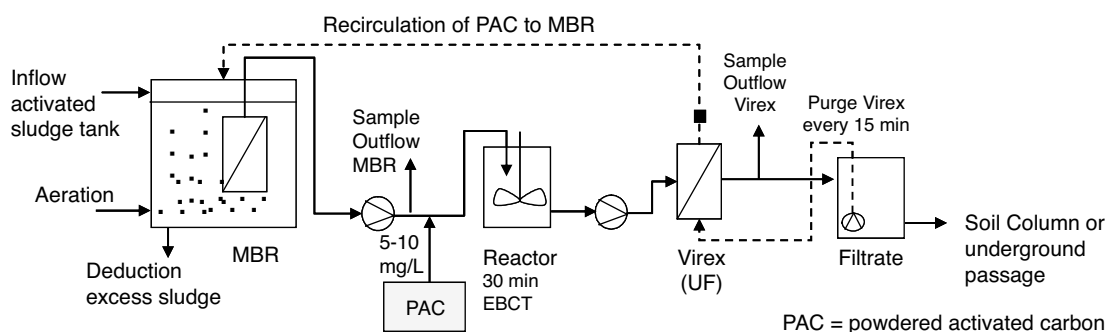 Recirculation of PAC to MBR
Inflow
activated
sludge tank
Aeration
MBR
Deduction
excess sludge
Sample
Outflow
MBR
5-10
mg/L
PAC
Reactor
30 min
EBCT
Virex
(UF)
Sample
Outflow
Virex
Purge Virex
every 15 min
Filtrate
Soil Column or
underground
passage
PAC = powdered activated carbon